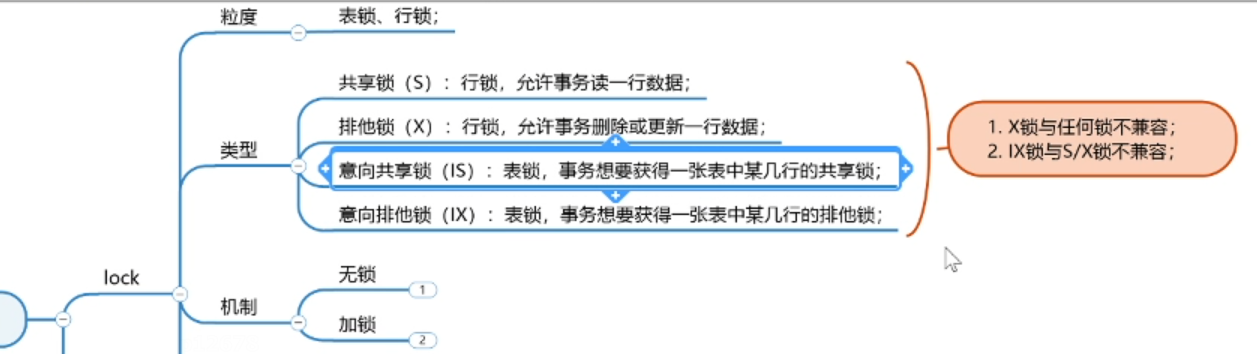 粒度
表锁、行锁；
共享锁（S）：行锁，允许事务读一行数据；
排他锁（X）：行锁，允许事务删除或更新一行数据；
类型
意向共享锁（IS）：表锁，事务想要获得一张表中某几行的共享锁；
意向排他锁（IX）：表锁，事务想要获得一张表中某几行的排他锁；
1. X锁与任何锁不兼容；
2. IX锁与S/X锁不兼容；
lock
机制
无锁
1
加锁
2